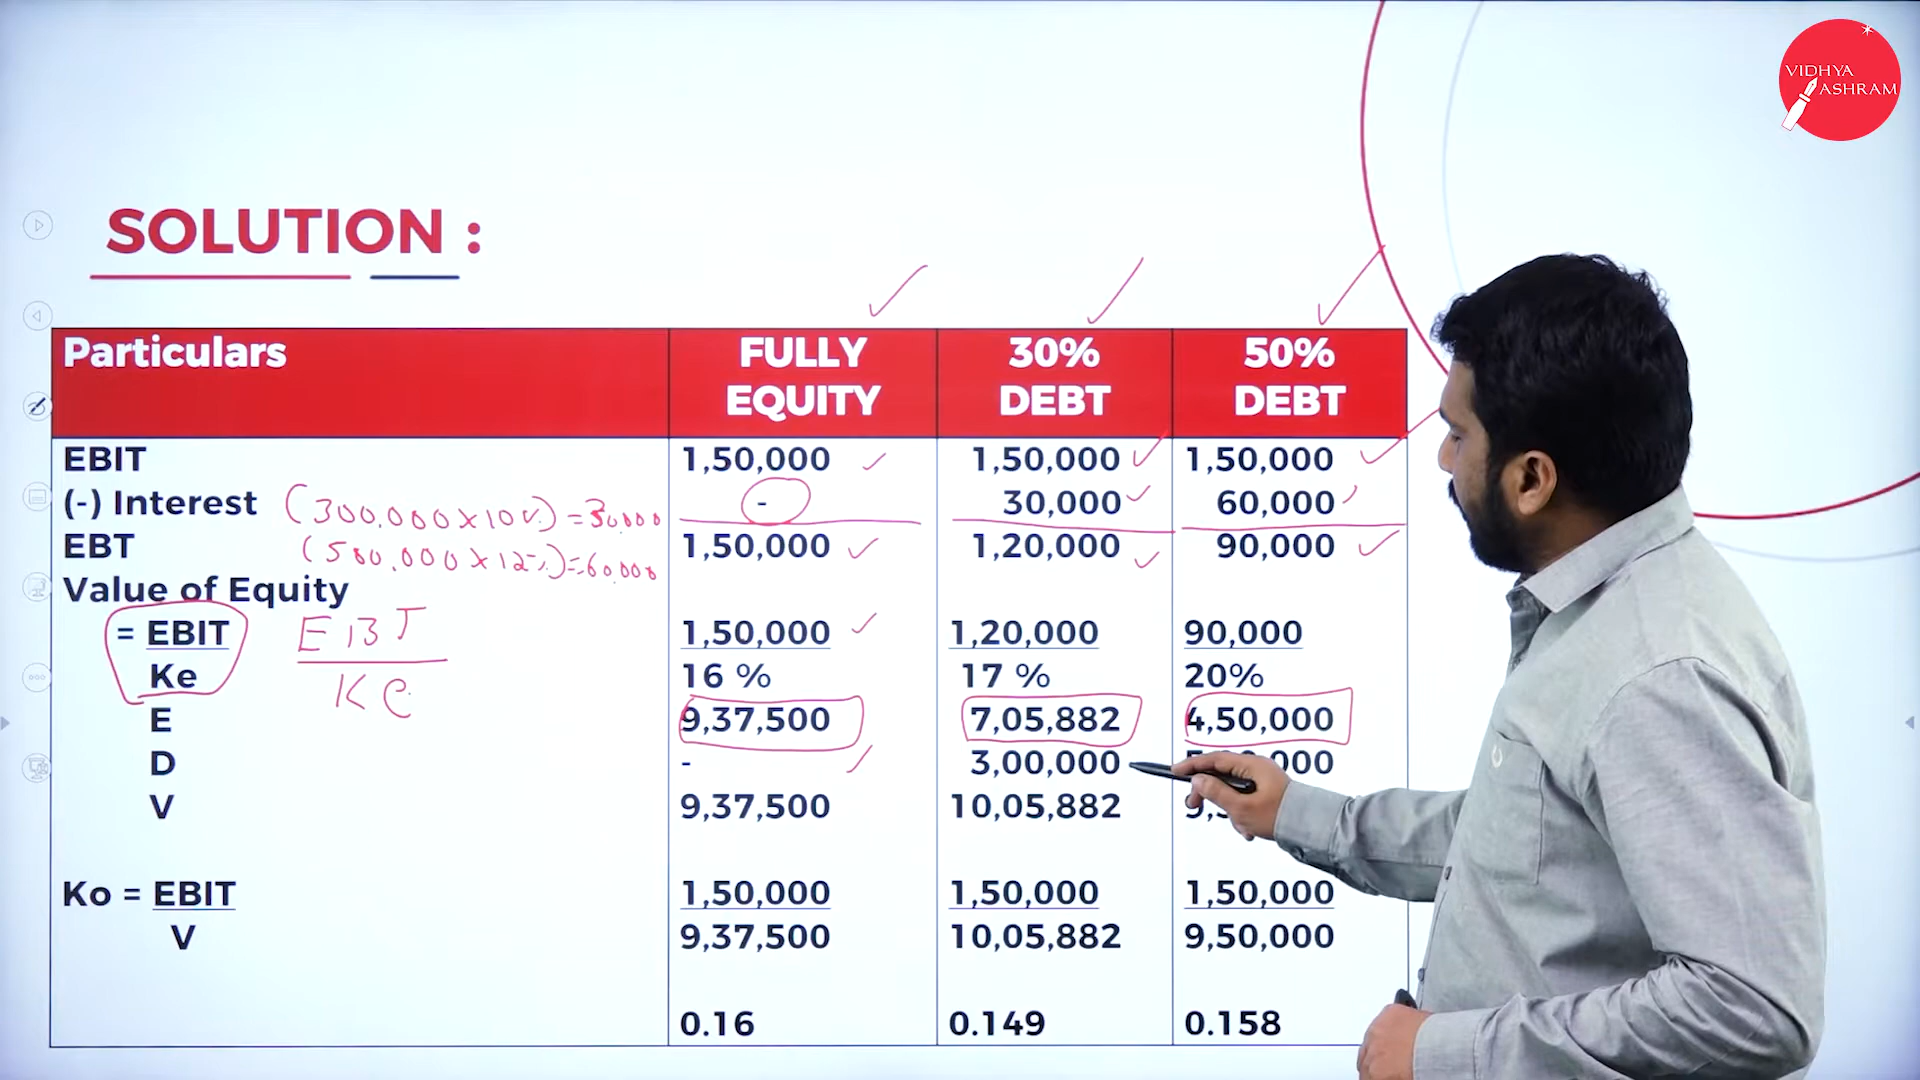 VIDHYA
ASHRAM
SOLUTION :
Particulars FULLY EQUITY 30% DEBT 50% DEBT
EBIT 1,50,000 1,50,000 1,50,000
(-) Interest (300,000 x 10%) = 30,000 - 30,000 60,000
EBT (500,000 x 12%) = 60,000 1,50,000 1,20,000 90,000
Value of Equity
= EBIT EBT 1,50,000 1,20,000 90,000
Ke Ke 16 % 17 % 20%
E 9,37,500 7,05,882 4,50,000
D - 3,00,000
V 9,37,500 10,05,882
Ko = EBIT 1,50,000 1,50,000 1,50,000
V 9,37,500 10,05,882 9,50,000
0.16 0.149 0.158